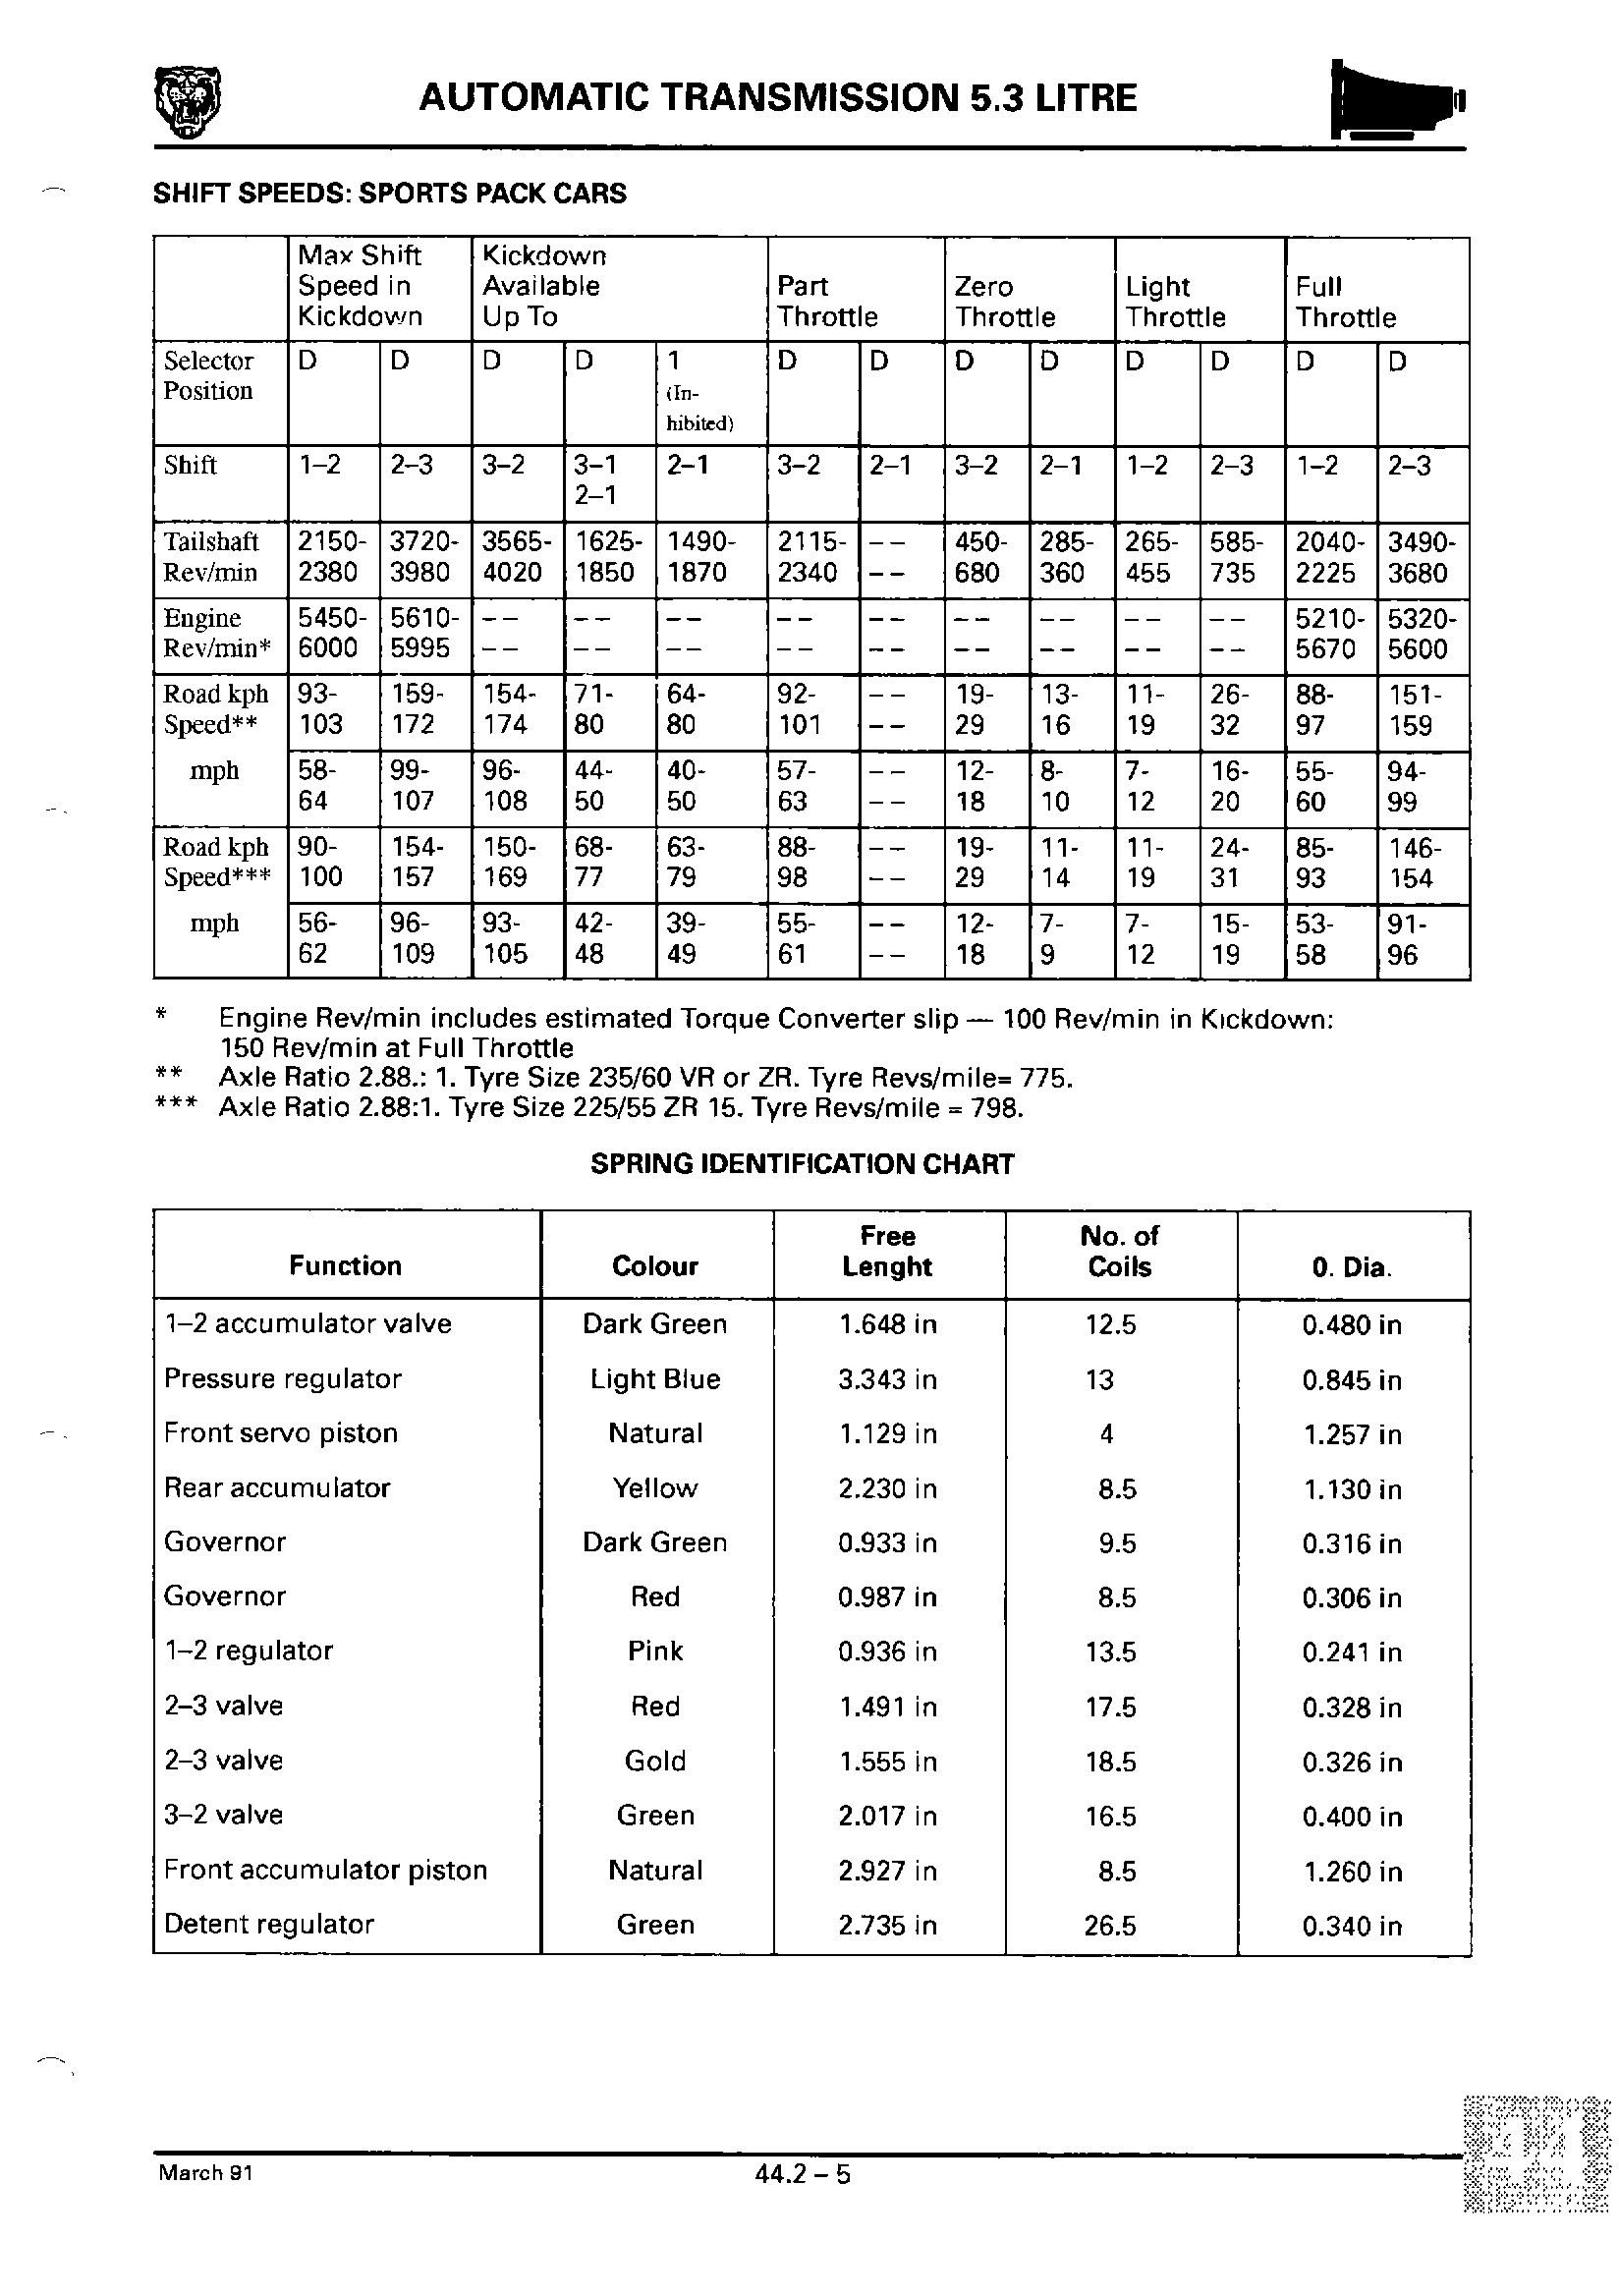 AUTOMATIC TRANSMISSION 5.3 LITRE
SHIFT SPEEDS: SPORTS PACK CARS
Max Shift Speed in Kickdown | Kickdown Available Up To | Part Throttle | Zero Throttle | Light Throttle | Full Throttle
Selector Position | D | D | D | D | 1 (In-hibited) | D | D | D | D | D | D | D | D
Shift | 1–2 | 2–3 | 3–2 | 3–1 2–1 | 2–1 | 3–2 | 2–1 | 3–2 | 2–1 | 1–2 | 2–3 | 1–2 | 2–3
Tailshaft Rev/min | 2150-2380 | 3720-3980 | 3565-4020 | 1625-1850 | 1490-1870 | 2115-2340 | –– –– | 450-680 | 285-360 | 265-455 | 585-735 | 2040-2225 | 3490-3680
Engine Rev/min* | 5450-6000 | 5610-5995 | –– –– | –– –– | –– –– | –– –– | –– –– | –– –– | –– –– | –– –– | –– –– | 5210-5670 | 5320-5600
Road kph Speed** | 93-103 | 159-172 | 154-174 | 71-80 | 64-80 | 92-101 | –– –– | 19-29 | 13-16 | 11-19 | 26-32 | 88-97 | 151-159
mph | 58-64 | 99-107 | 96-108 | 44-50 | 40-50 | 57-63 | –– –– | 12-18 | 8-10 | 7-12 | 16-20 | 55-60 | 94-99
Road kph Speed*** | 90-100 | 154-157 | 150-169 | 68-77 | 63-79 | 88-98 | –– –– | 19-29 | 11-14 | 11-19 | 24-31 | 85-93 | 146-154
mph | 56-62 | 96-109 | 93-105 | 42-48 | 39-49 | 55-61 | –– –– | 12-18 | 7-9 | 7-12 | 15-19 | 53-58 | 91-96
* Engine Rev/min includes estimated Torque Converter slip — 100 Rev/min in Kickdown:
150 Rev/min at Full Throttle
** Axle Ratio 2.88.: 1. Tyre Size 235/60 VR or ZR. Tyre Revs/mile= 775.
*** Axle Ratio 2.88:1. Tyre Size 225/55 ZR 15. Tyre Revs/mile = 798.
SPRING IDENTIFICATION CHART
Function | Colour | Free Lenght | No. of Coils | 0. Dia.
1–2 accumulator valve | Dark Green | 1.648 in | 12.5 | 0.480 in
Pressure regulator | Light Blue | 3.343 in | 13 | 0.845 in
Front servo piston | Natural | 1.129 in | 4 | 1.257 in
Rear accumulator | Yellow | 2.230 in | 8.5 | 1.130 in
Governor | Dark Green | 0.933 in | 9.5 | 0.316 in
Governor | Red | 0.987 in | 8.5 | 0.306 in
1–2 regulator | Pink | 0.936 in | 13.5 | 0.241 in
2–3 valve | Red | 1.491 in | 17.5 | 0.328 in
2–3 valve | Gold | 1.555 in | 18.5 | 0.326 in
3–2 valve | Green | 2.017 in | 16.5 | 0.400 in
Front accumulator piston | Natural | 2.927 in | 8.5 | 1.260 in
Detent regulator | Green | 2.735 in | 26.5 | 0.340 in
March 91
44.2 – 5